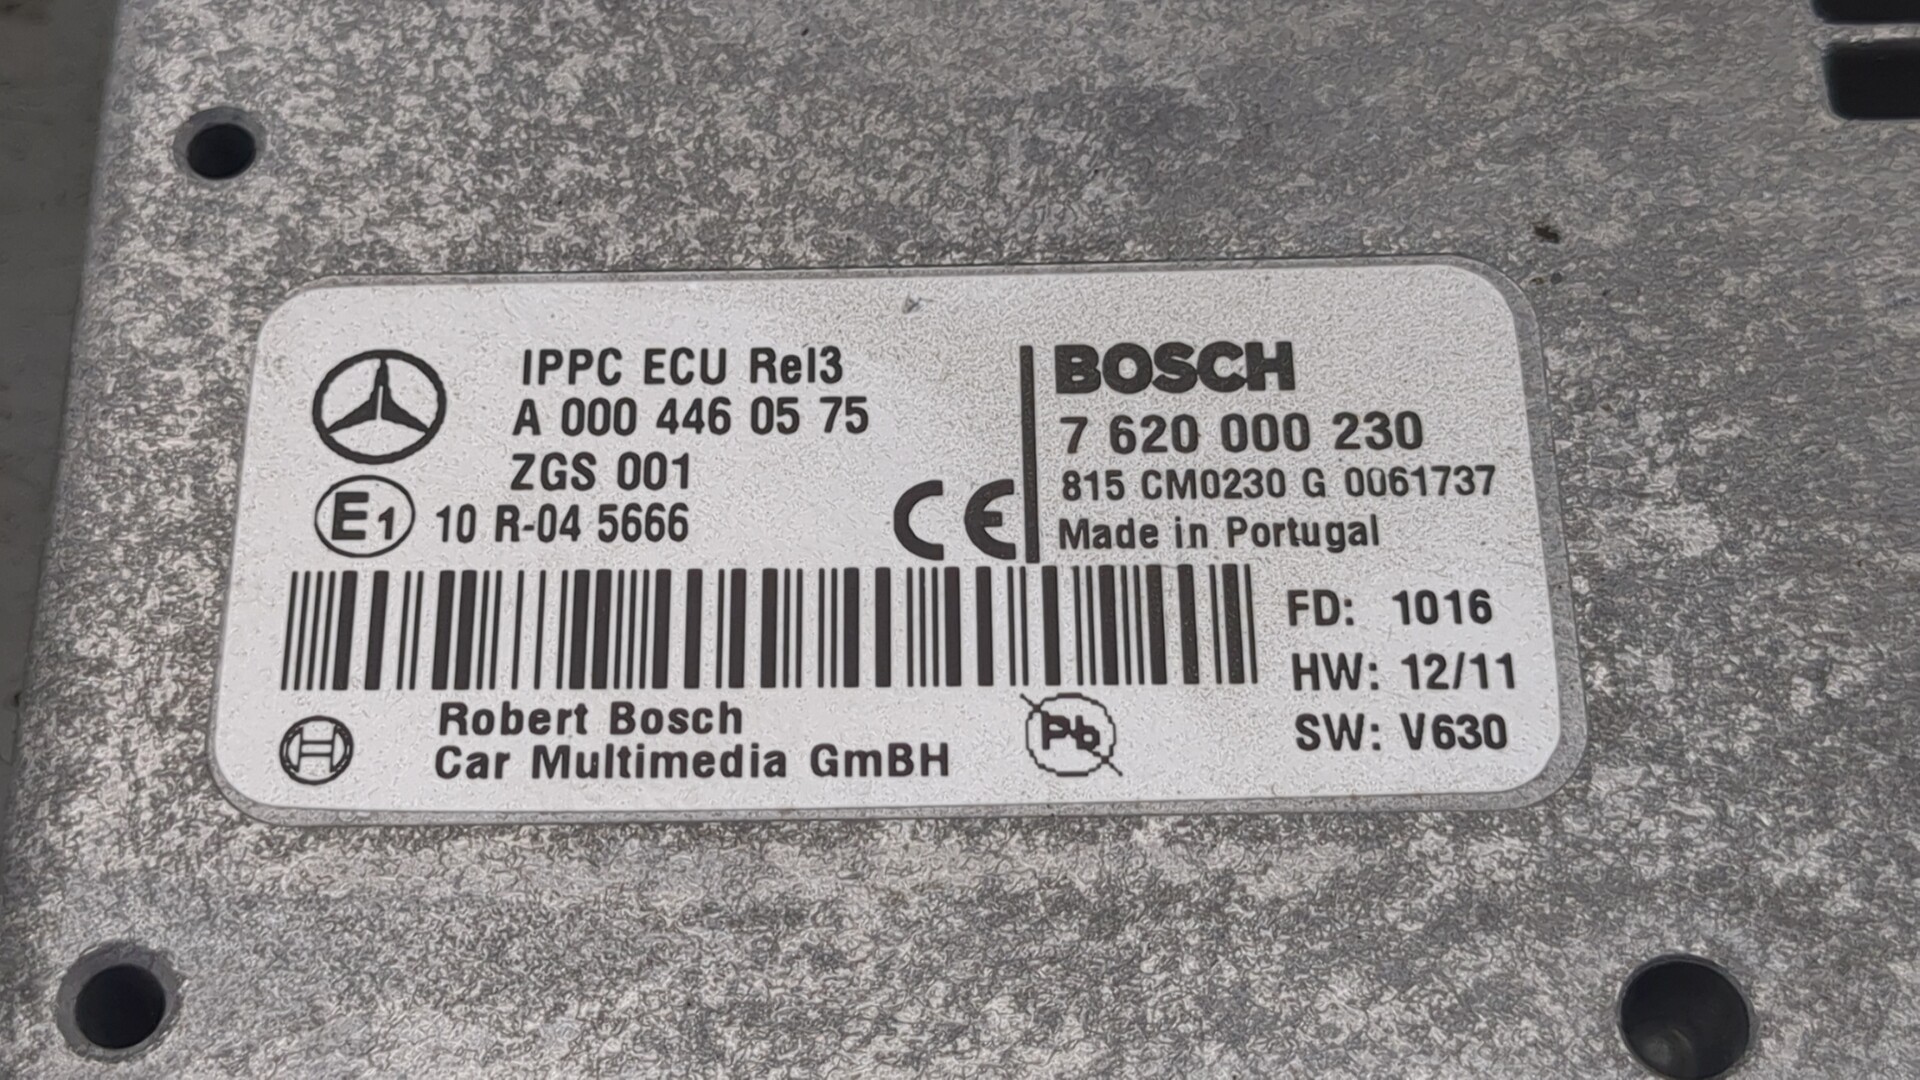 IPPC ECU Rel3
A 000 446 05 75
ZGS 001
E1 10 R-04 5666
CE
BOSCH
7 620 000 230
815 CM0230 G 0061737
Made in Portugal
FD: 1016
HW: 12/11
SW: V630
Robert Bosch
Car Multimedia GmBH
Pb